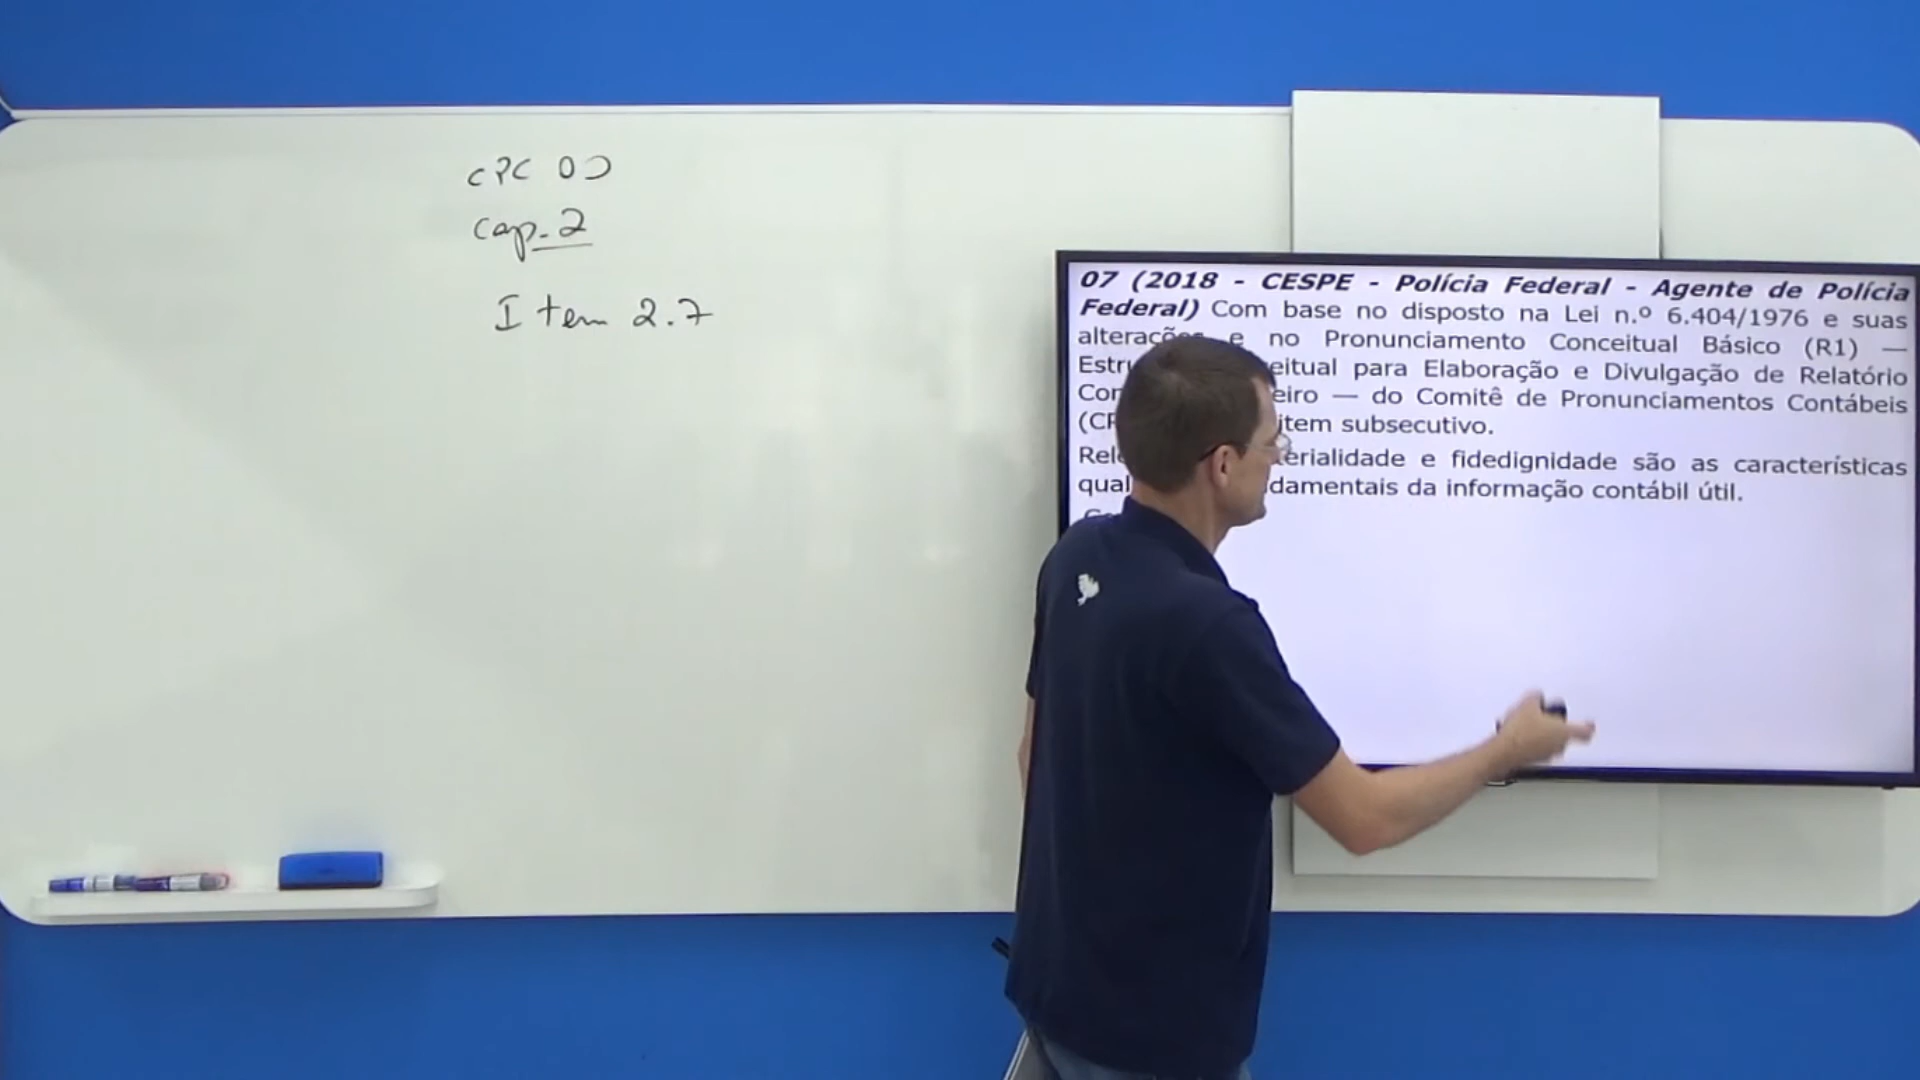 CPC 00
Cap. 2
Item 2.7
07 (2018 - CESPE - Polícia Federal - Agente de Polícia
Federal) Com base no disposto na Lei n.º 6.404/1976 e suas
alterações e no Pronunciamento Conceitual Básico (R1) —
para Elaboração e Divulgação de Relatório
— do Comitê de Pronunciamentos Contábeis
item subsecutivo.
e fidedignidade são as características
da informação contábil útil.